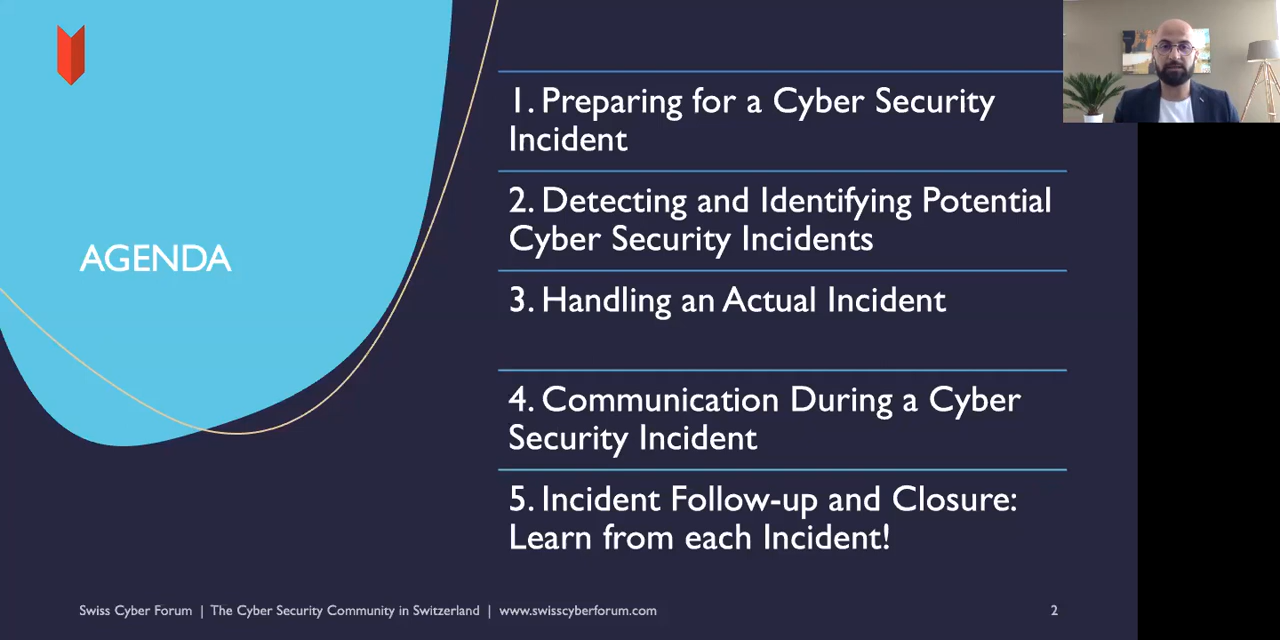 AGENDA
1. Preparing for a Cyber Security
Incident
2. Detecting and Identifying Potential
Cyber Security Incidents
3. Handling an Actual Incident
4. Communication During a Cyber
Security Incident
5. Incident Follow-up and Closure:
Learn from each Incident!
Swiss Cyber Forum | The Cyber Security Community in Switzerland | www.swisscyberforum.com
2